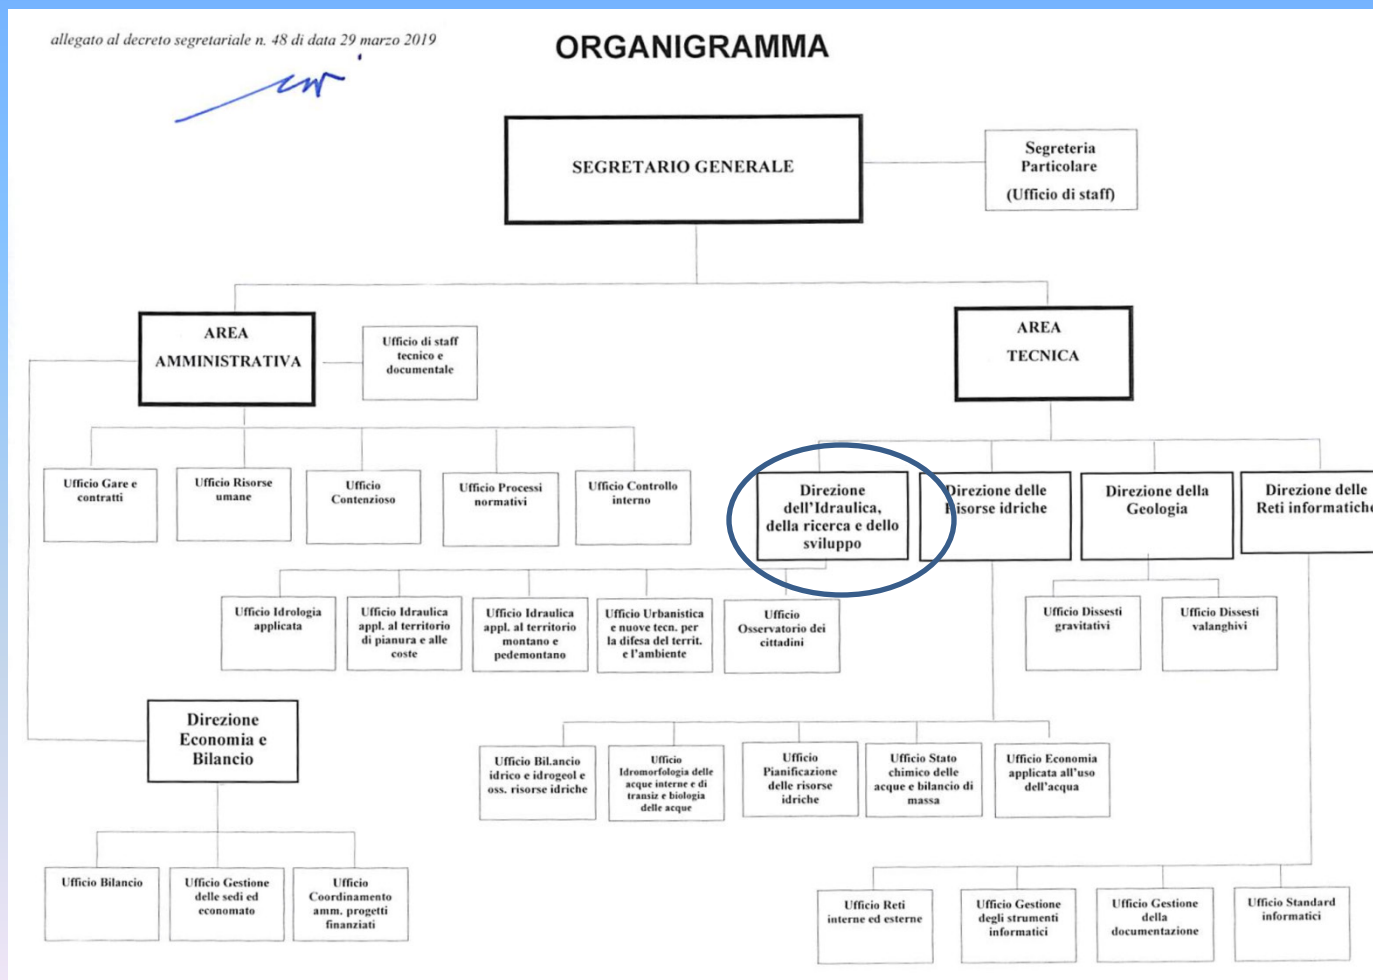 allegato al decreto segretariale n. 48 di data 29 marzo 2019
ORGANIGRAMMA
SEGRETARIO GENERALE
Segreteria
Particolare
(Ufficio di staff)
AREA
AMMINISTRATIVA
Ufficio di staff
tecnico e
documentale
AREA
TECNICA
Ufficio Gare e
contratti
Ufficio Risorse
umane
Ufficio
Contenzioso
Ufficio Processi
normativi
Ufficio Controllo
interno
Direzione
dell'Idraulica,
della ricerca e dello
sviluppo
Direzione delle
Risorse idriche
Direzione della
Geologia
Direzione delle
Reti informatiche
Ufficio Idrologia
applicata
Ufficio Idraulica
appl. al territorio
di pianura e alle
coste
Ufficio Idraulica
appl. al territorio
montano e
pedemontano
Ufficio Urbanistica
e nuove tecn. per
la difesa del territ.
e l'ambiente
Ufficio
Osservatorio dei
cittadini
Ufficio Dissesti
gravitativi
Ufficio Dissesti
valanghivi
Direzione
Economia e
Bilancio
Ufficio Bil.ancio
idrico e idrogeol e
oss. risorse idriche
Ufficio
Idromorfologia delle
acque interne e di
transiz e biologia
delle acque
Ufficio
Pianificazione
delle risorse
idriche
Ufficio Stato
chimico delle
acque e bilancio di
massa
Ufficio Economia
applicata all'uso
dell'acqua
Ufficio Bilancio
Ufficio Gestione
delle sedi ed
economato
Ufficio
Coordinamento
amm. progetti
finanziati
Ufficio Reti
interne ed esterne
Ufficio Gestione
degli strumenti
informatici
Ufficio Gestione
della
documentazione
Ufficio Standard
informatici